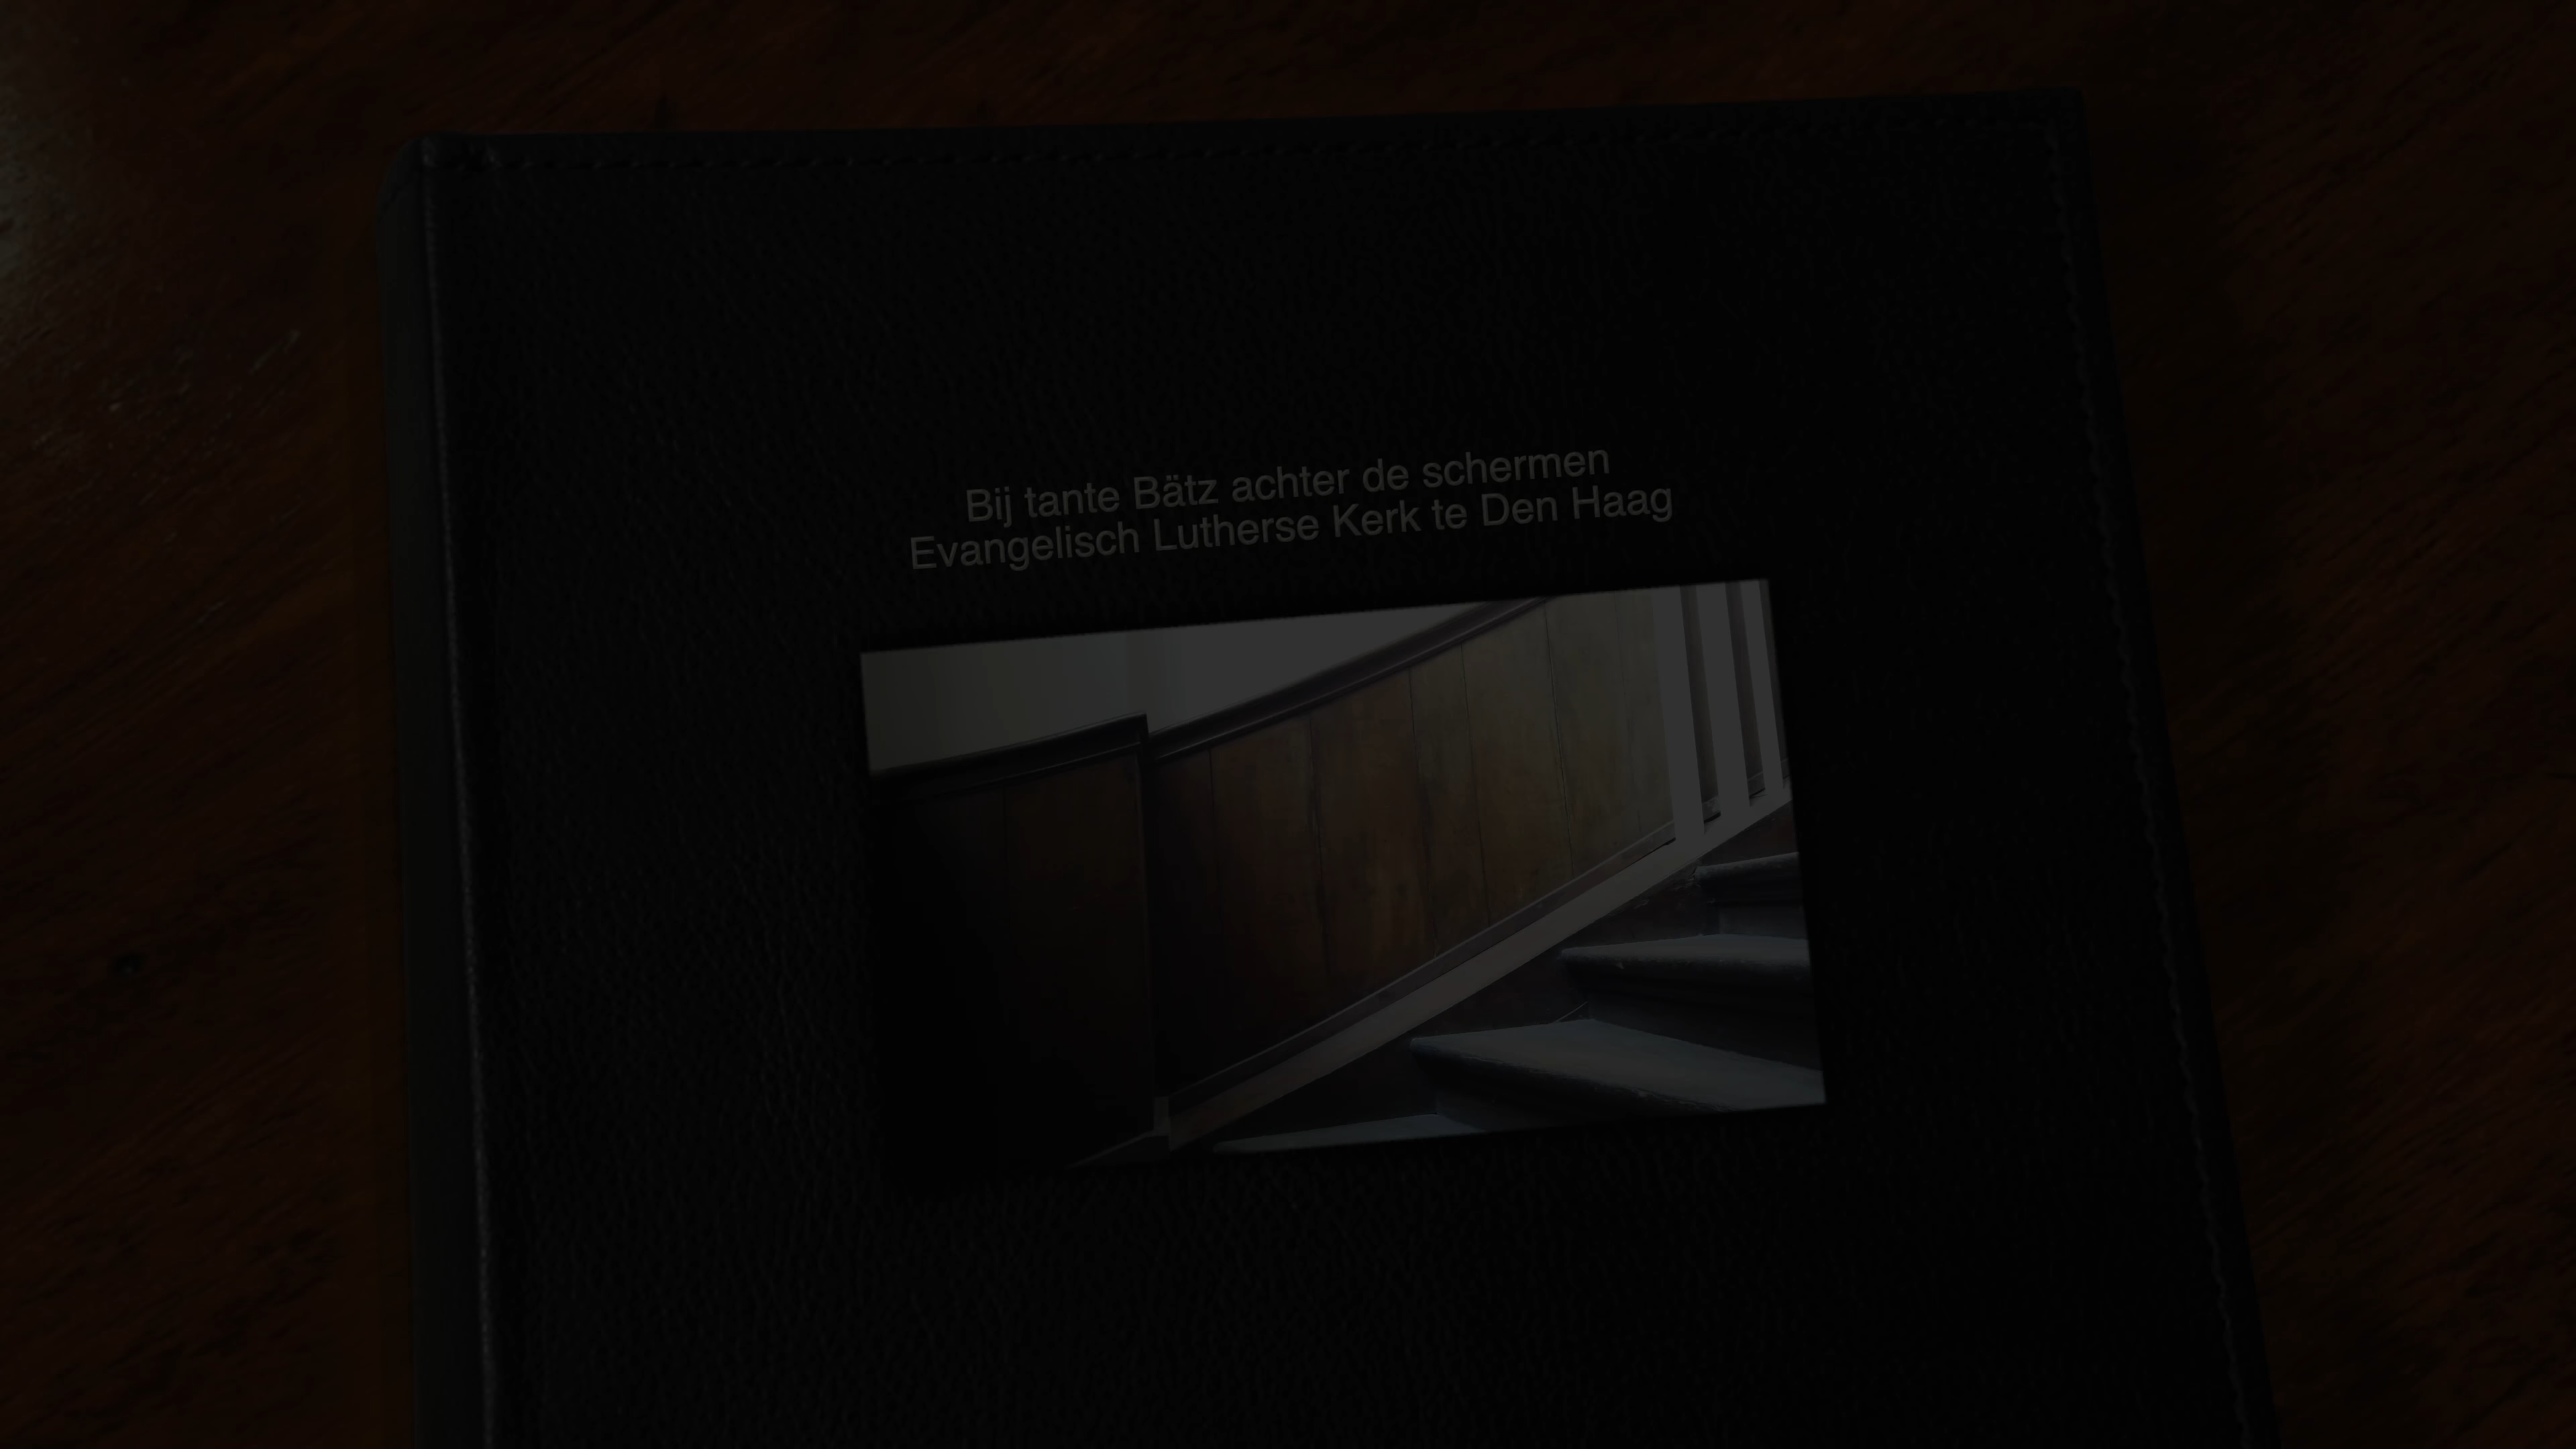 Bij tante Bätz achter de schermen
Evangelisch Lutherse Kerk te Den Haag